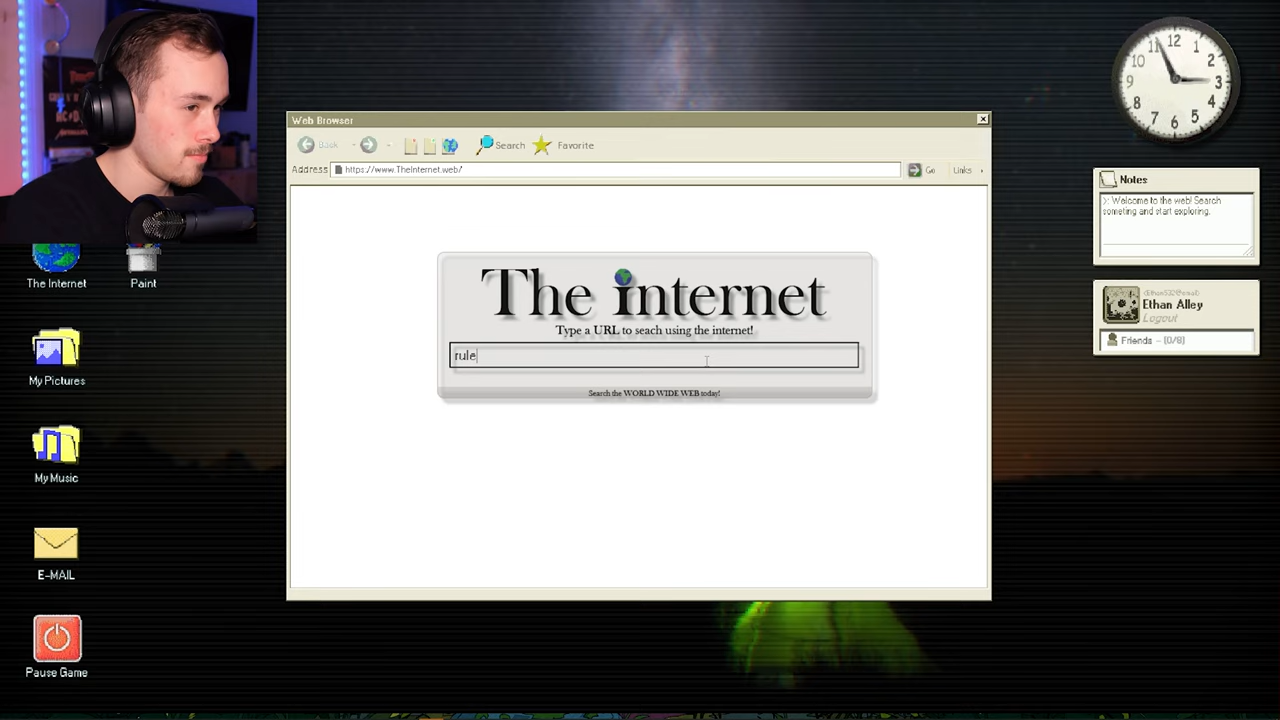 Web Browser
Back
Search
Favorite
Address
https://www.TheInternet.web/
Go
Links
The internet
Type a URL to seach using the internet!
rule
Search the WORLD WIDE WEB today!
The Internet
Paint
My Pictures
My Music
E-MAIL
Pause Game
12
1
2
3
4
5
6
7
8
9
10
11
Notes
>: Welcome to the web! Search
someting and start exploring.
Ethan Alley
Logout
Friends - (0/8)